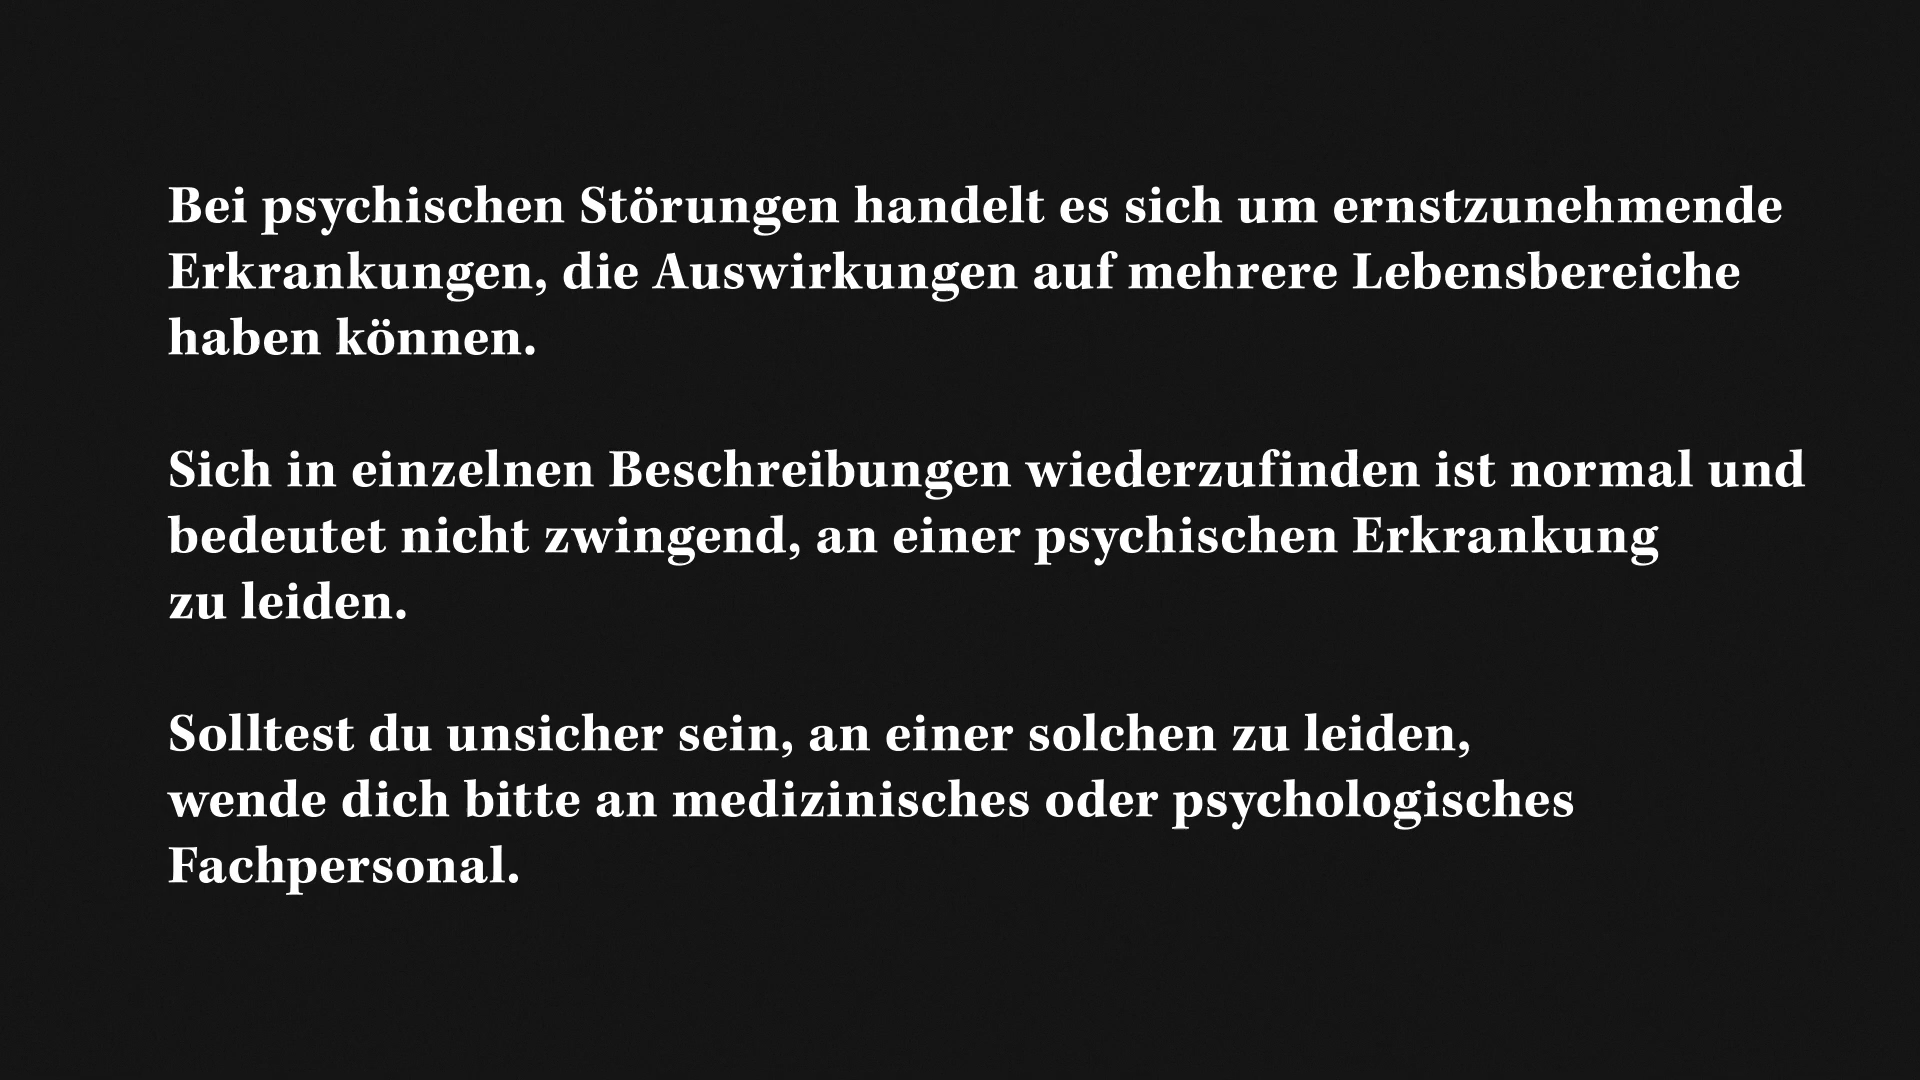 Bei psychischen Störungen handelt es sich um ernstzunehmende
Erkrankungen, die Auswirkungen auf mehrere Lebensbereiche
haben können.
Sich in einzelnen Beschreibungen wiederzufinden ist normal und
bedeutet nicht zwingend, an einer psychischen Erkrankung
zu leiden.
Solltest du unsicher sein, an einer solchen zu leiden,
wende dich bitte an medizinisches oder psychologisches
Fachpersonal.